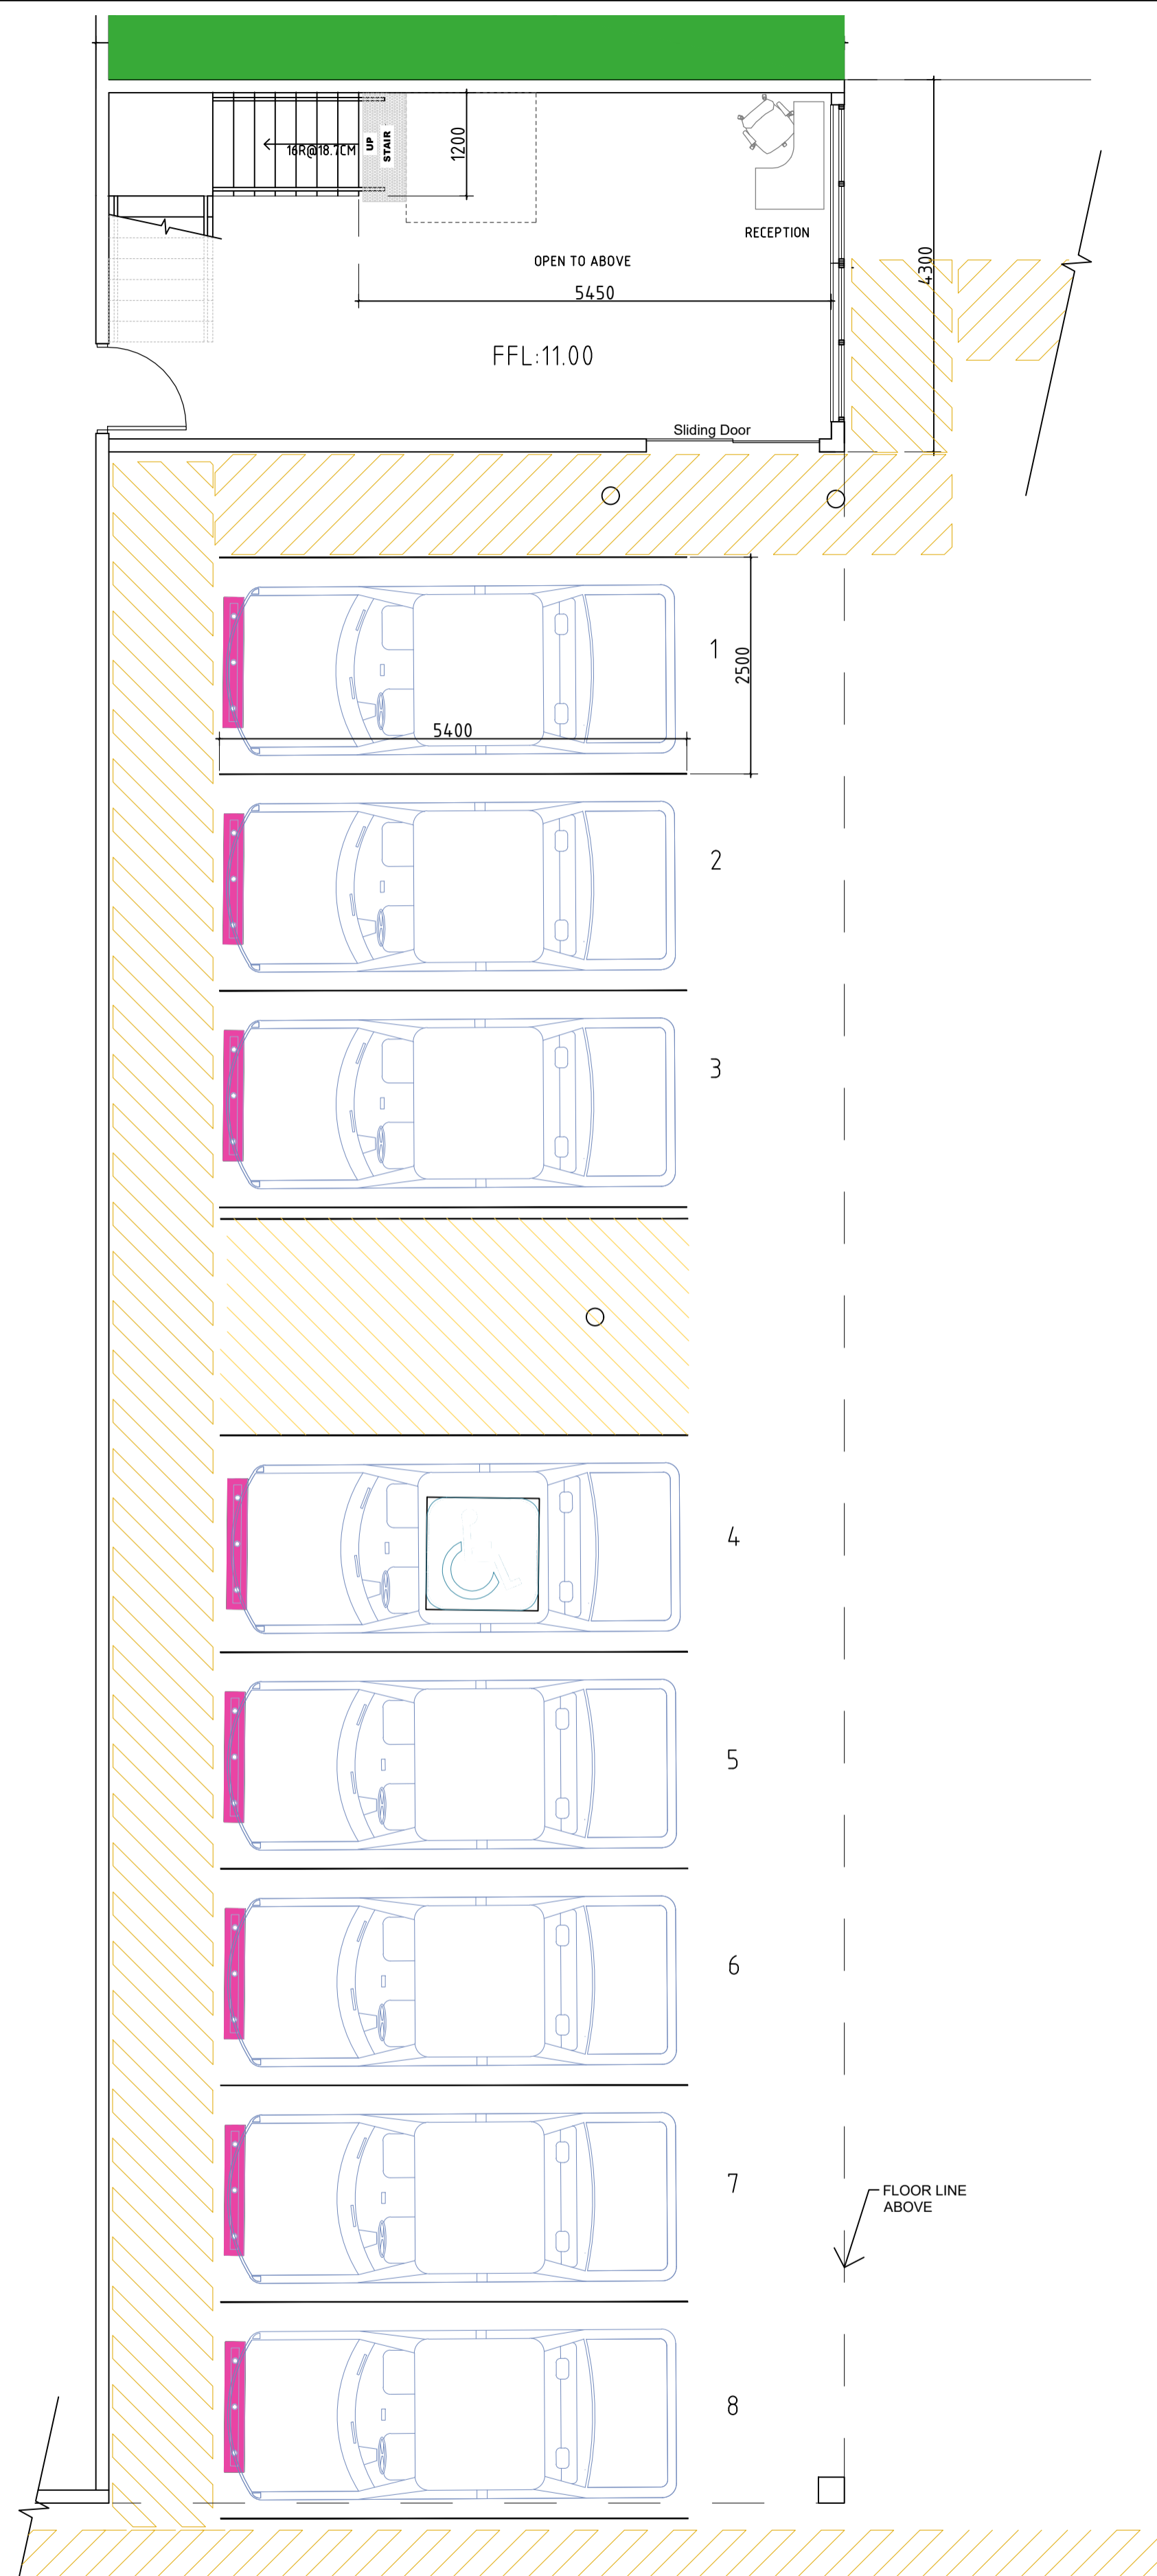 16R@18.7CM
UP
STAIR
1200
RECEPTION
OPEN TO ABOVE
4300
5450
FFL:11.00
Sliding Door
1
2500
5400
2
3
4
5
6
7
FLOOR LINE
ABOVE
8